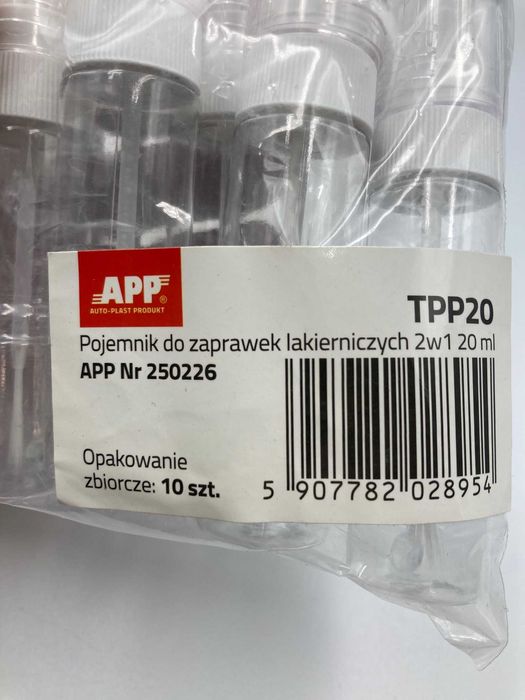 APP®
AUTO-PLAST PRODUKT
TPP20
Pojemnik do zaprawek lakierniczych 2w1 20 ml
APP Nr 250226
Opakowanie
zbiorcze: 10 szt.
5 907782 028954